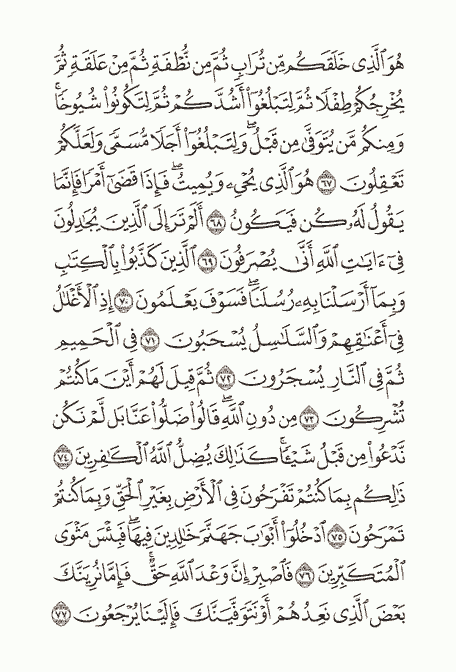 هُوَ ٱلَّذِى خَلَقَكُم مِّن تُرَابٍ ثُمَّ مِن نُّطْفَةٍ ثُمَّ مِنْ عَلَقَةٍ ثُمَّ
يُخْرِجُكُمْ طِفْلًا ثُمَّ لِتَبْلُغُوٓا۟ أَشُدَّكُمْ ثُمَّ لِتَكُونُوا۟ شُيُوخًا ۚ
وَمِنكُم مَّن يُتَوَفَّىٰ مِن قَبْلُ ۖ وَلِتَبْلُغُوٓا۟ أَجَلًا مُّسَمًّى وَلَعَلَّكُمْ
تَعْقِلُونَ ٦٧ هُوَ ٱلَّذِى يُحْىِۦ وَيُمِيتُ ۖ فَإِذَا قَضَىٰٓ أَمْرًا فَإِنَّمَا
يَقُولُ لَهُۥ كُن فَيَكُونُ ٦٨ أَلَمْ تَرَ إِلَى ٱلَّذِينَ يُجَٰدِلُونَ
فِىٓ ءَايَٰتِ ٱللَّهِ أَنَّىٰ يُصْرَفُونَ ٦٩ ٱلَّذِينَ كَذَّبُوا۟ بِٱلْكِتَٰبِ
وَبِمَآ أَرْسَلْنَا بِهِۦ رُسُلَنَا ۖ فَسَوْفَ يَعْلَمُونَ ٧٠ إِذِ ٱلْأَغْلَٰلُ
فِىٓ أَعْنَٰقِهِمْ وَٱلسَّلَٰسِلُ يُسْحَبُونَ ٧١ فِى ٱلْحَمِيمِ
ثُمَّ فِى ٱلنَّارِ يُسْجَرُونَ ٧٢ ثُمَّ قِيلَ لَهُمْ أَيْنَ مَا كُنتُمْ
تُشْرِكُونَ ٧٣ مِن دُونِ ٱللَّهِ ۖ قَالُوا۟ ضَلُّوا۟ عَنَّا بَل لَّمْ نَكُن
نَّدْعُوا۟ مِن قَبْلُ شَيْـًٔا ۚ كَذَٰلِكَ يُضِلُّ ٱللَّهُ ٱلْكَٰفِرِينَ ٧٤
ذَٰلِكُم بِمَا كُنتُمْ تَفْرَحُونَ فِى ٱلْأَرْضِ بِغَيْرِ ٱلْحَقِّ وَبِمَا كُنتُمْ
تَمْرَحُونَ ٧٥ ٱدْخُلُوٓا۟ أَبْوَٰبَ جَهَنَّمَ خَٰلِدِينَ فِيهَا ۖ فَبِئْسَ مَثْوَى
ٱلْمُتَكَبِّرِينَ ٧٦ فَٱصْبِرْ إِنَّ وَعْدَ ٱللَّهِ حَقٌّ ۚ فَإِمَّا نُرِيَنَّكَ
بَعْضَ ٱلَّذِى نَعِدُهُمْ أَوْ نَتَوَفَّيَنَّكَ فَإِلَيْنَا يُرْجَعُونَ ٧٧